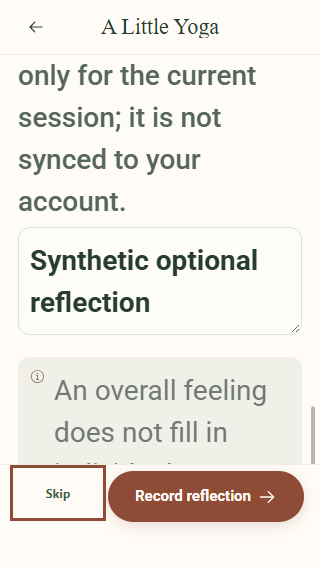 A Little Yoga
only for the current
session; it is not
synced to your
account.
Synthetic optional
reflection
An overall feeling
does not fill in
Skip
Record reflection